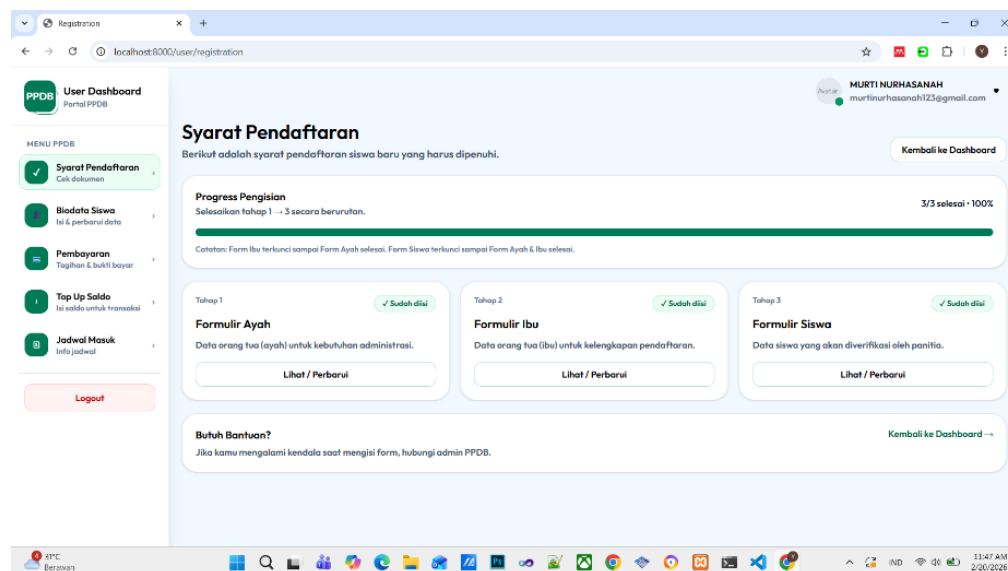 Registration
localhost:8000/user/registration
PPDB
User Dashboard
Portal PPDB
Avatar
MURTI NURHASANAH
murtinurhasanah123@gmail.com
MENU PPDB
Syarat Pendaftaran
Cek dokumen
Biodata Siswa
Isi & perbarui data
Pembayaran
Tagihan & bukti bayar
Top Up Saldo
Isi saldo untuk transaksi
Jadwal Masuk
Info jadwal
Logout
Syarat Pendaftaran
Berikut adalah syarat pendaftaran siswa baru yang harus dipenuhi.
Kembali ke Dashboard
Progress Pengisian
Selesaikan tahap 1 → 3 secara berurutan.
3/3 selesai • 100%
Catatan: Form Ibu terkunci sampai Form Ayah selesai. Form Siswa terkunci sampai Form Ayah & Ibu selesai.
Tahap 1
✓ Sudah diisi
Formulir Ayah
Data orang tua (ayah) untuk kebutuhan administrasi.
Lihat / Perbarui
Tahap 2
✓ Sudah diisi
Formulir Ibu
Data orang tua (ibu) untuk kelengkapan pendaftaran.
Lihat / Perbarui
Tahap 3
✓ Sudah diisi
Formulir Siswa
Data siswa yang akan diverifikasi oleh panitia.
Lihat / Perbarui
Butuh Bantuan?
Jika kamu mengalami kendala saat mengisi form, hubungi admin PPDB.
Kembali ke Dashboard →
4
31°C
Berawan
Ps
IND
11:47 AM
2/20/2026